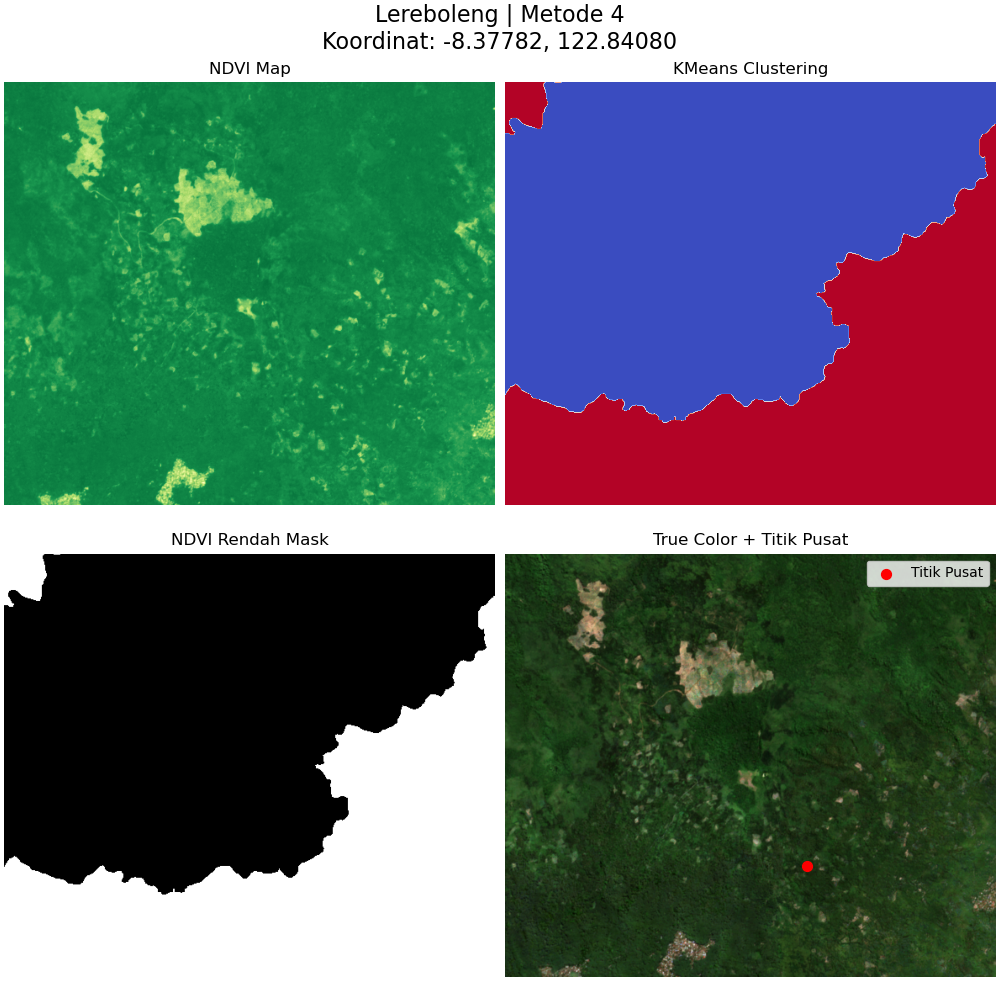 Lereboleng | Metode 4
Koordinat: -8.37782, 122.84080
NDVI Map
KMeans Clustering
NDVI Rendah Mask
True Color + Titik Pusat
Titik Pusat